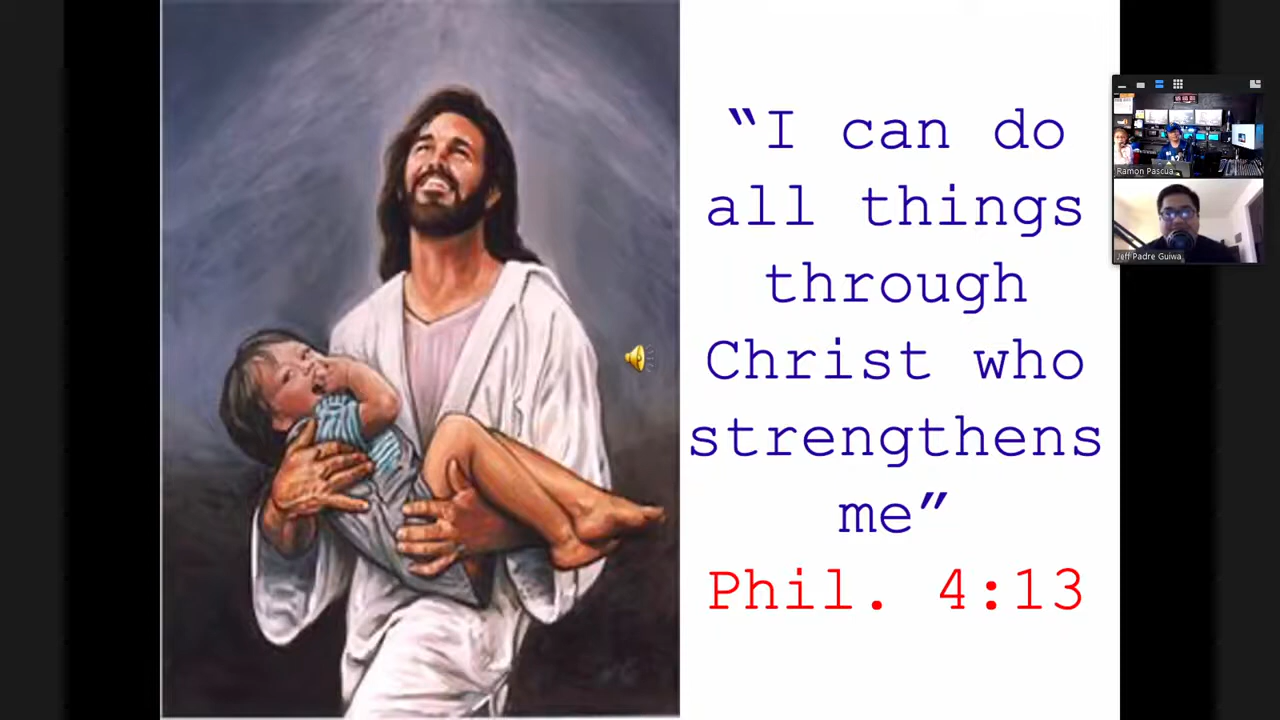 “I can do
all things
through
Christ who
strengthens
me”
Phil. 4:13
Ramon Pascua
Jeff Padre Guiwa